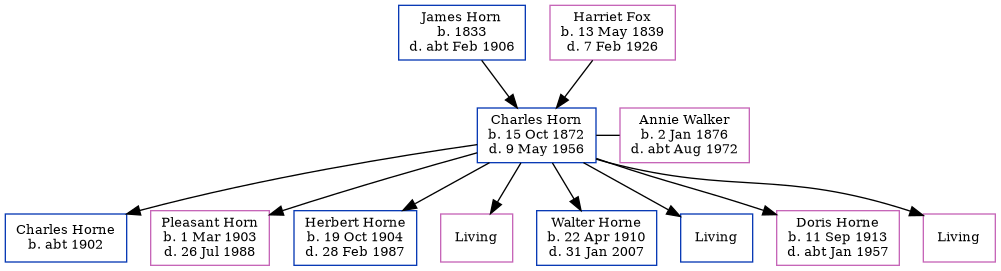 James Horn
b. 1833
d. abt Feb 1906
Harriet Fox
b. 13 May 1839
d. 7 Feb 1926
Charles Horn
b. 15 Oct 1872
d. 9 May 1956
Annie Walker
b. 2 Jan 1876
d. abt Aug 1972
Charles Horne
b. abt 1902
Pleasant Horn
b. 1 Mar 1903
d. 26 Jul 1988
Herbert Horne
b. 19 Oct 1904
d. 28 Feb 1987
Living
Walter Horne
b. 22 Apr 1910
d. 31 Jan 2007
Living
Doris Horne
b. 11 Sep 1913
d. abt Jan 1957
Living